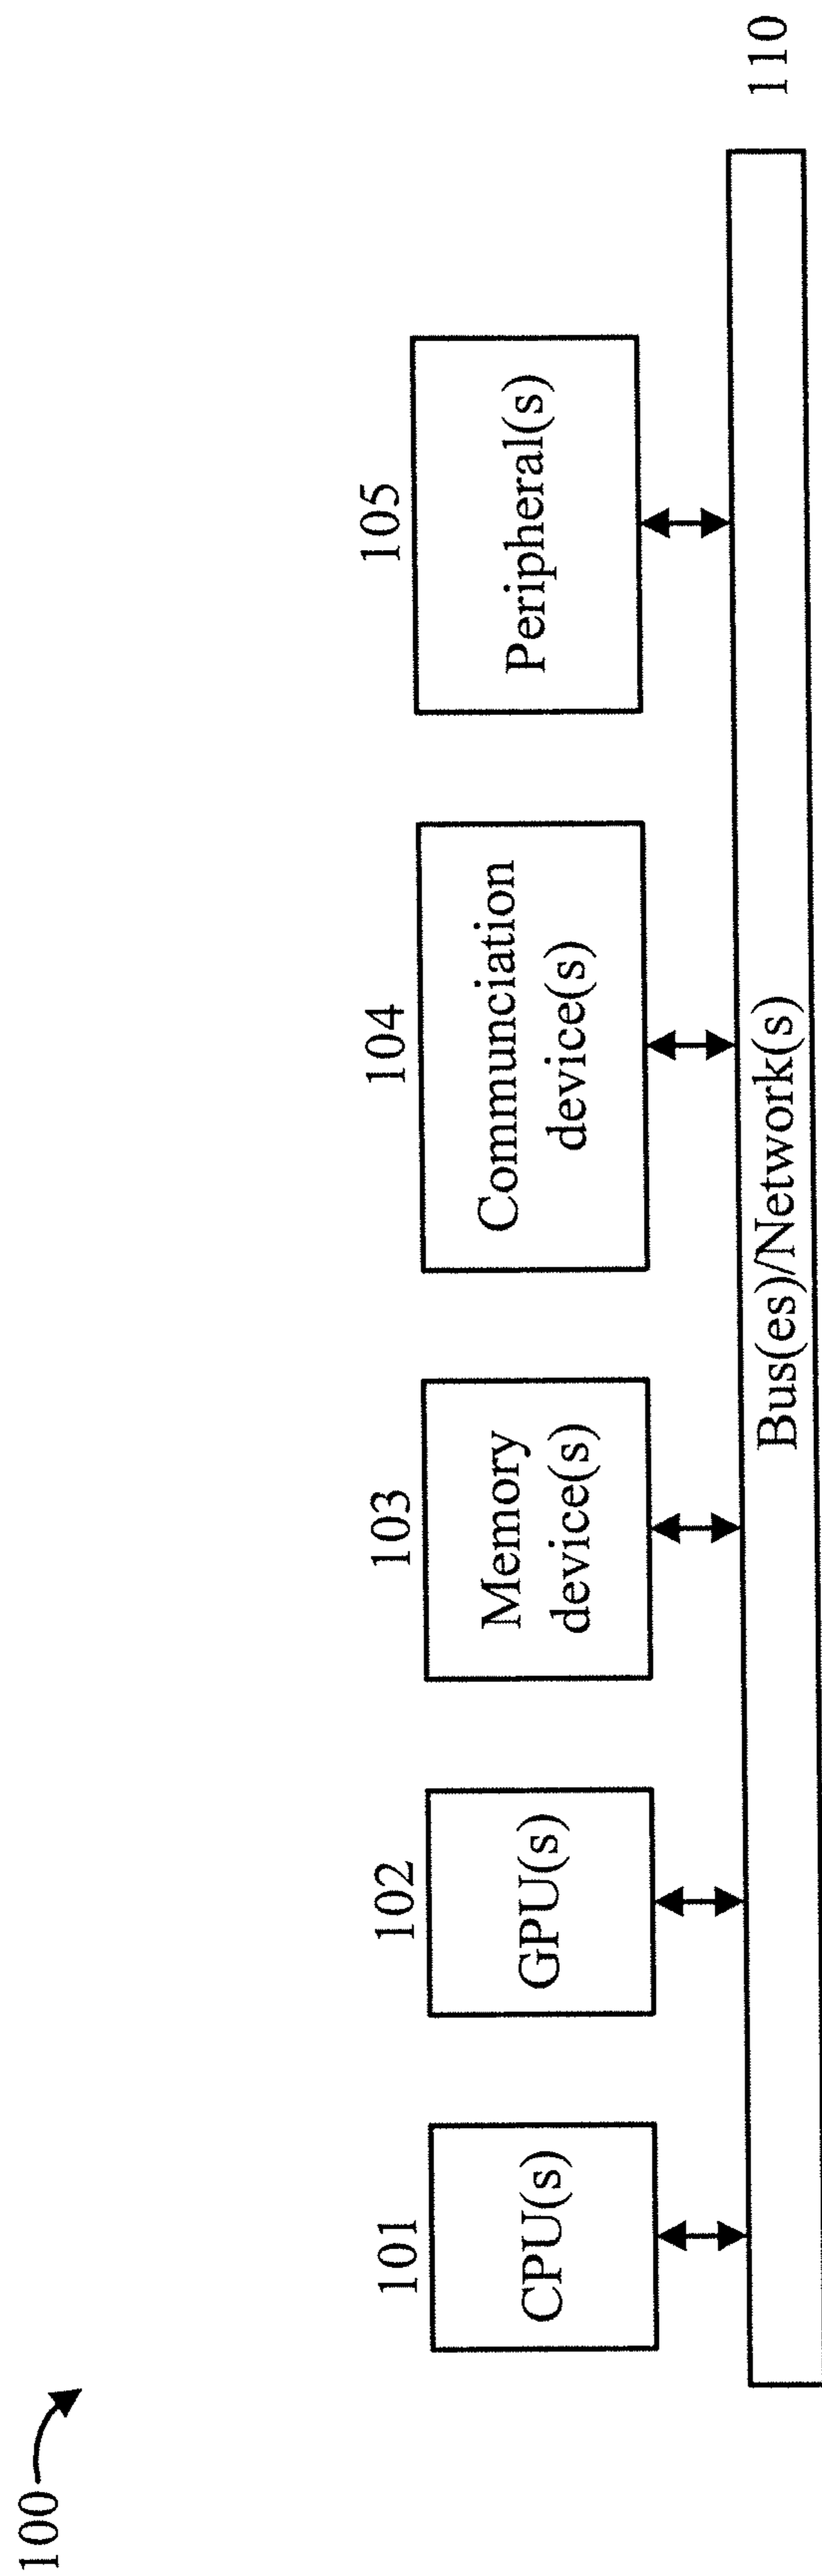 100
101
CPU(s)
102
GPU(s)
103
Memory
device(s)
104
Communciation
device(s)
105
Peripheral(s)
Bus(es)/Network(s)
110